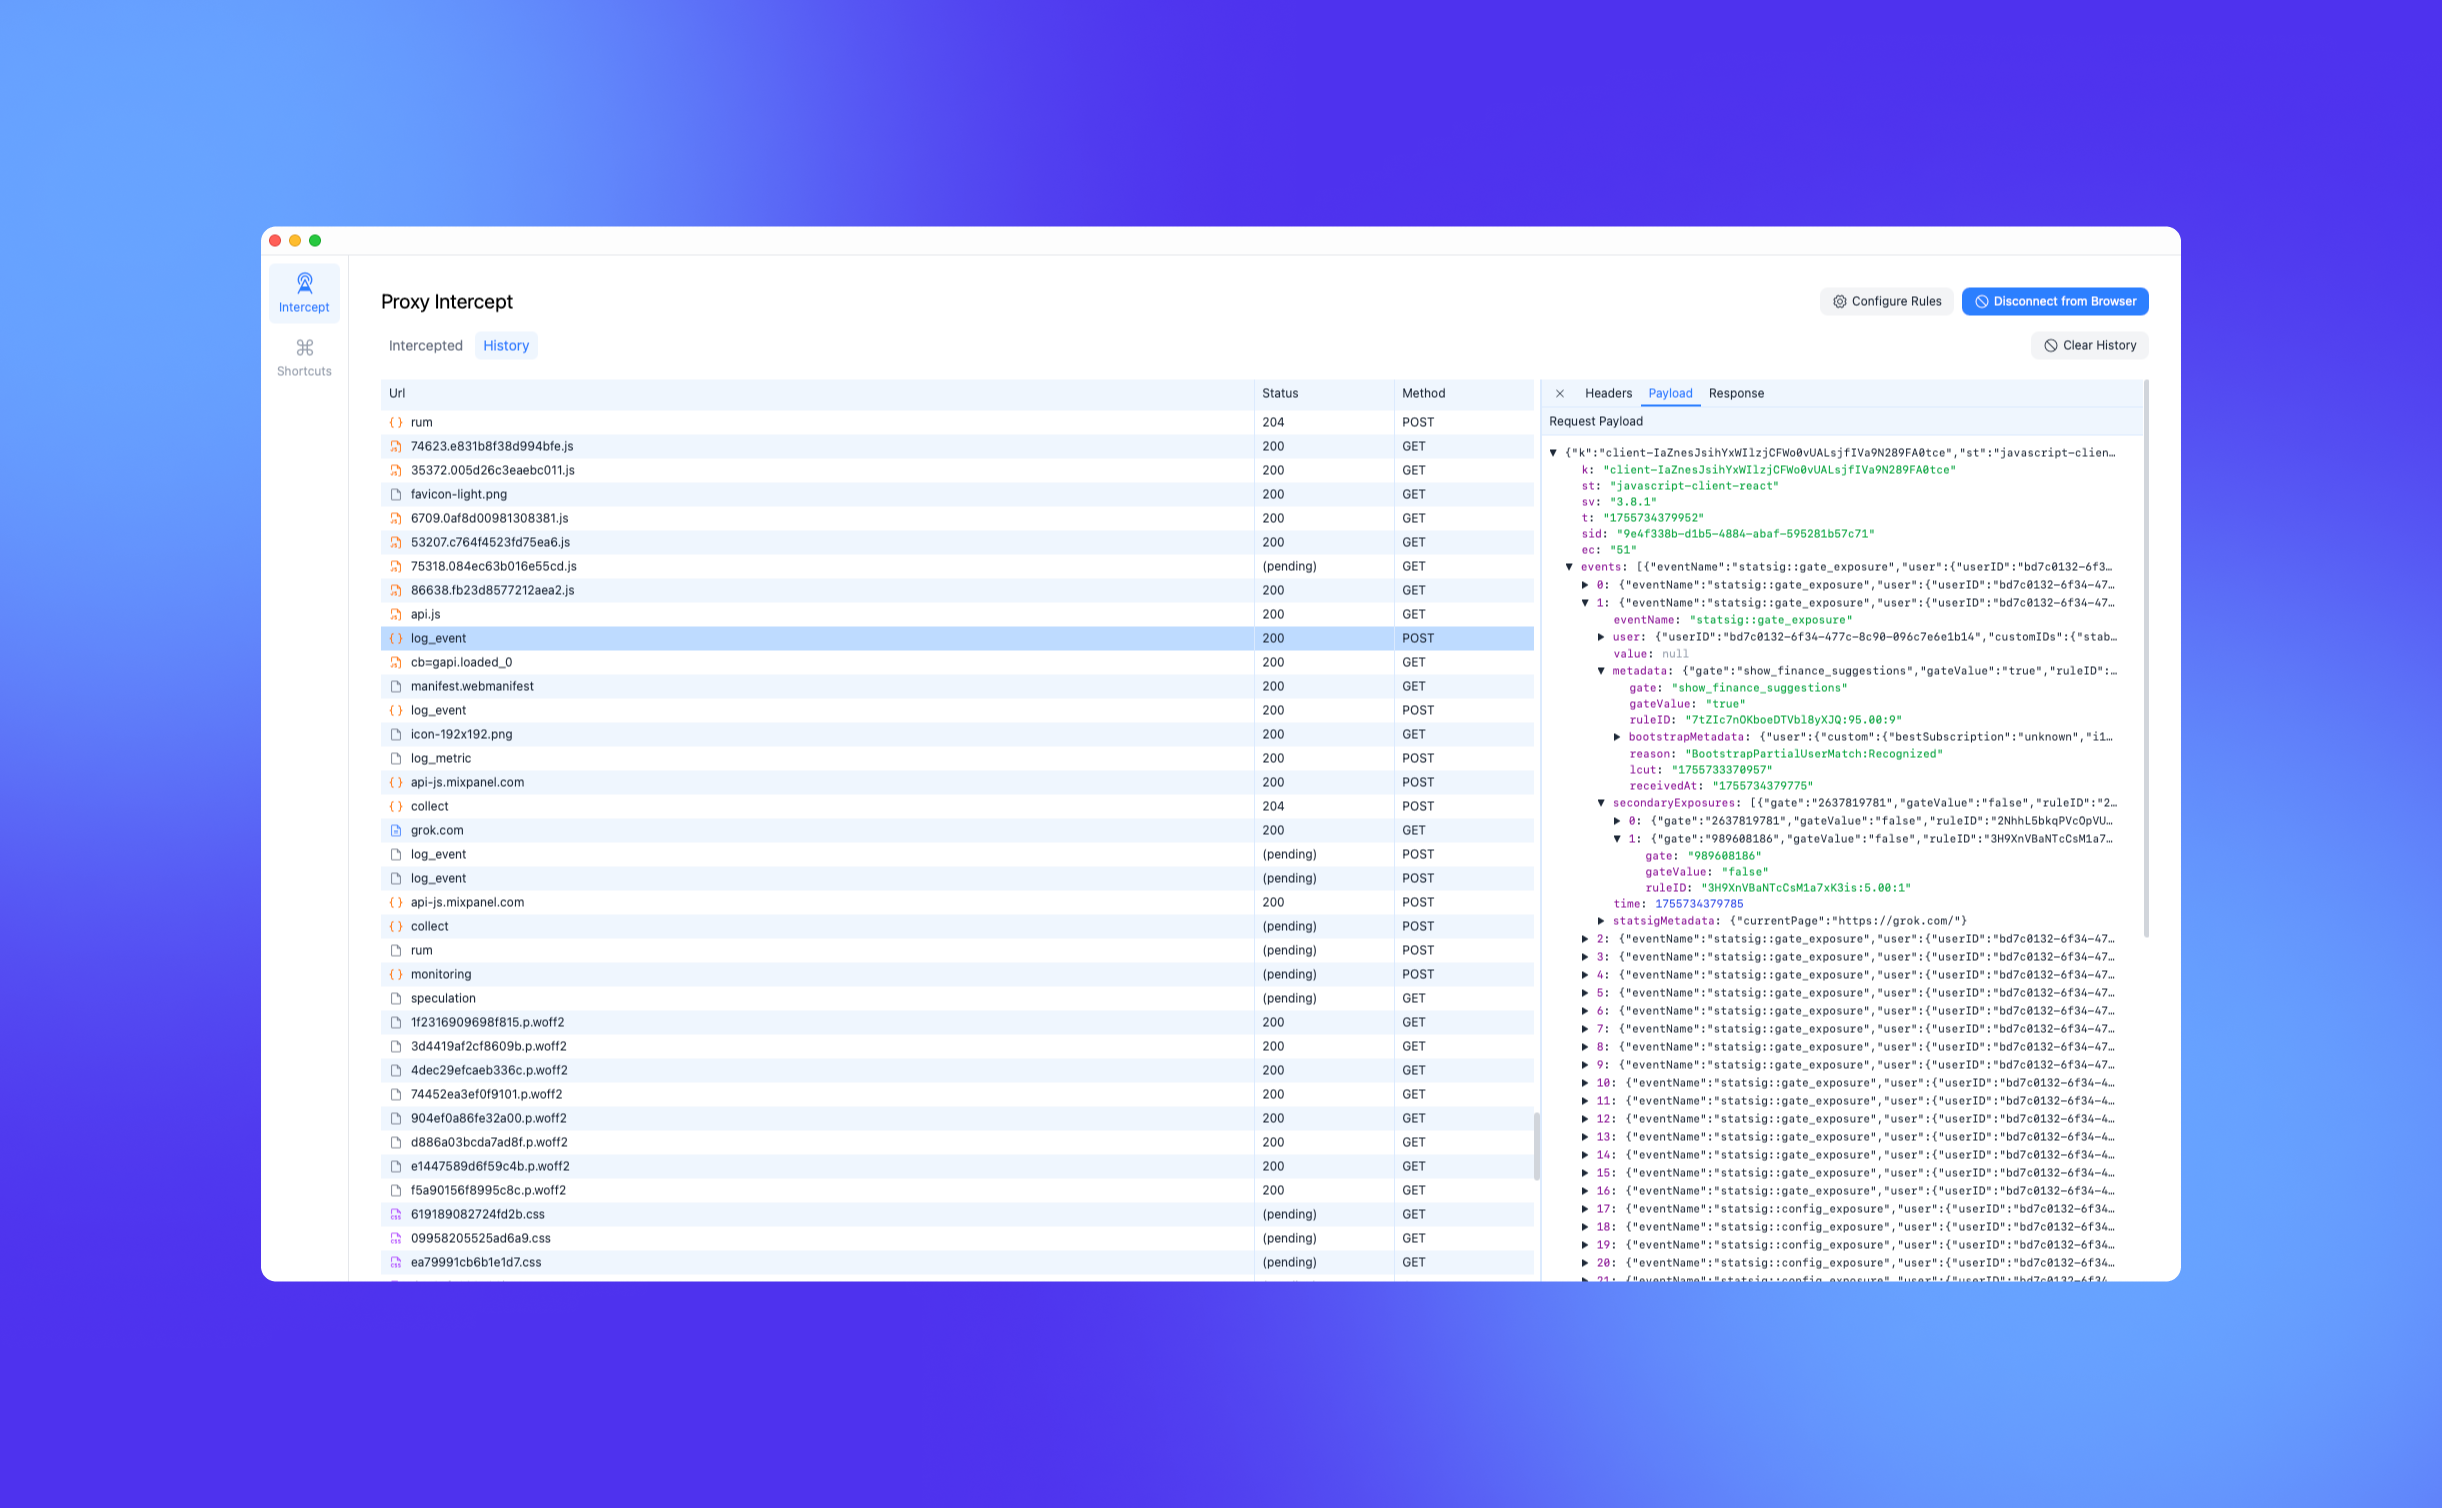 Intercept
Shortcuts
Proxy Intercept
Configure Rules
Disconnect from Browser
Intercepted
History
Clear History
Url Status Method
rum 204 POST
74623.e831b8f38d994bfe.js 200 GET
35372.005d26c3eaebc011.js 200 GET
favicon-light.png 200 GET
6709.0af8d00981308381.js 200 GET
53207.c764f4523fd75ea6.js 200 GET
75318.084ec63b016e55cd.js (pending) GET
86638.fb23d8577212aea2.js 200 GET
api.js 200 GET
log_event 200 POST
cb=gapi.loaded_0 200 GET
manifest.webmanifest 200 GET
log_event 200 POST
icon-192x192.png 200 GET
log_metric 200 POST
api-js.mixpanel.com 200 POST
collect 204 POST
grok.com 200 GET
log_event (pending) POST
log_event (pending) POST
api-js.mixpanel.com 200 POST
collect (pending) POST
rum (pending) POST
monitoring (pending) POST
speculation (pending) GET
1f2316909698f815.p.woff2 200 GET
3d4419af2cf8609b.p.woff2 200 GET
4dec29efcaeb336c.p.woff2 200 GET
74452ea3ef0f9101.p.woff2 200 GET
904ef0a86fe32a00.p.woff2 200 GET
d886a03bcda7ad8f.p.woff2 200 GET
e1447589d6f59c4b.p.woff2 200 GET
f5a90156f8995c8c.p.woff2 200 GET
619189082724fd2b.css (pending) GET
09958205525ad6a9.css (pending) GET
ea79991cb6b1e1d7.css (pending) GET
Headers Payload Response
Request Payload
{"k":"client-IaZnesJsihYxWIlzjCFWo0vUALsjfIVa9N289FA0tce","st":"javascript-clien…
k: "client-IaZnesJsihYxWIlzjCFWo0vUALsjfIVa9N289FA0tce"
st: "javascript-client-react"
sv: "3.8.1"
t: "1755734379952"
sid: "9e4f338b-d1b5-4884-abaf-595281b57c71"
ec: "51"
events: [{"eventName":"statsig::gate_exposure","user":{"userID":"bd7c0132-6f3…
0: {"eventName":"statsig::gate_exposure","user":{"userID":"bd7c0132-6f34-47…
1: {"eventName":"statsig::gate_exposure","user":{"userID":"bd7c0132-6f34-47…
eventName: "statsig::gate_exposure"
user: {"userID":"bd7c0132-6f34-477c-8c90-096c7e6e1b14","customIDs":{"stab…
value: null
metadata: {"gate":"show_finance_suggestions","gateValue":"true","ruleID":…
gate: "show_finance_suggestions"
gateValue: "true"
ruleID: "7tZIc7nOKboeDTVbl8yXJQ:95.00:9"
bootstrapMetadata: {"user":{"custom":{"bestSubscription":"unknown","i1…
reason: "BootstrapPartialUserMatch:Recognized"
lcut: "1755733370957"
receivedAt: "1755734379775"
secondaryExposures: [{"gate":"2637819781","gateValue":"false","ruleID":"2…
0: {"gate":"2637819781","gateValue":"false","ruleID":"2NhhL5bkqPVcOpVU…
1: {"gate":"989608186","gateValue":"false","ruleID":"3H9XnVBaNTcCsM1a7…
gate: "989608186"
gateValue: "false"
ruleID: "3H9XnVBaNTcCsM1a7xK3is:5.00:1"
time: 1755734379785
statsigMetadata: {"currentPage":"https://grok.com/"}
2: {"eventName":"statsig::gate_exposure","user":{"userID":"bd7c0132-6f34-47…
3: {"eventName":"statsig::gate_exposure","user":{"userID":"bd7c0132-6f34-47…
4: {"eventName":"statsig::gate_exposure","user":{"userID":"bd7c0132-6f34-47…
5: {"eventName":"statsig::gate_exposure","user":{"userID":"bd7c0132-6f34-47…
6: {"eventName":"statsig::gate_exposure","user":{"userID":"bd7c0132-6f34-47…
7: {"eventName":"statsig::gate_exposure","user":{"userID":"bd7c0132-6f34-47…
8: {"eventName":"statsig::gate_exposure","user":{"userID":"bd7c0132-6f34-47…
9: {"eventName":"statsig::gate_exposure","user":{"userID":"bd7c0132-6f34-47…
10: {"eventName":"statsig::gate_exposure","user":{"userID":"bd7c0132-6f34-4…
11: {"eventName":"statsig::gate_exposure","user":{"userID":"bd7c0132-6f34-4…
12: {"eventName":"statsig::gate_exposure","user":{"userID":"bd7c0132-6f34-4…
13: {"eventName":"statsig::gate_exposure","user":{"userID":"bd7c0132-6f34-4…
14: {"eventName":"statsig::gate_exposure","user":{"userID":"bd7c0132-6f34-4…
15: {"eventName":"statsig::gate_exposure","user":{"userID":"bd7c0132-6f34-4…
16: {"eventName":"statsig::gate_exposure","user":{"userID":"bd7c0132-6f34-4…
17: {"eventName":"statsig::config_exposure","user":{"userID":"bd7c0132-6f34…
18: {"eventName":"statsig::config_exposure","user":{"userID":"bd7c0132-6f34…
19: {"eventName":"statsig::config_exposure","user":{"userID":"bd7c0132-6f34…
20: {"eventName":"statsig::config_exposure","user":{"userID":"bd7c0132-6f34…
21: {"eventName":"statsig::config_exposure","user":{"userID":"bd7c0132-6f34…